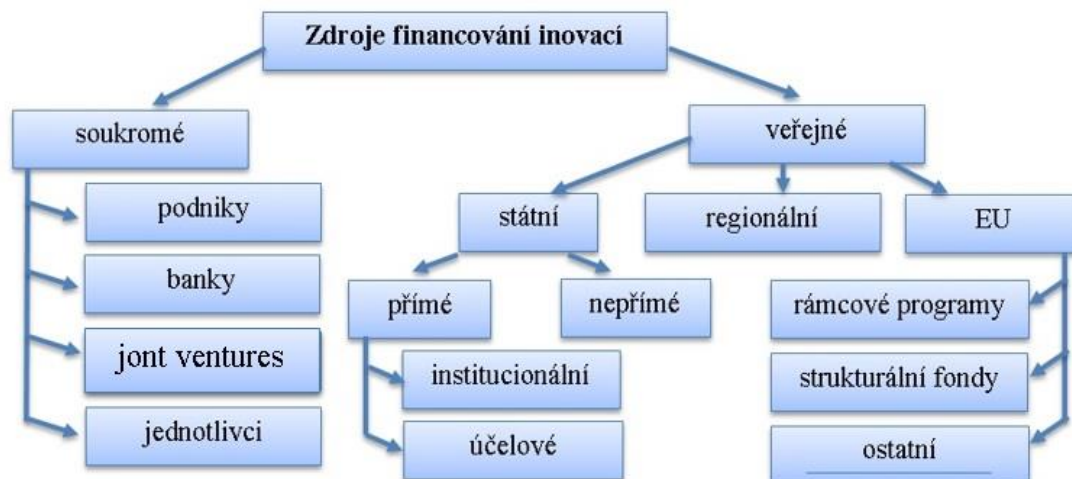 Zdroje financování inovací
soukromé
veřejné
podniky
banky
jont ventures
jednotlivci
státní
regionální
EU
přímé
nepřímé
institucionální
účelové
rámcové programy
strukturální fondy
ostatní